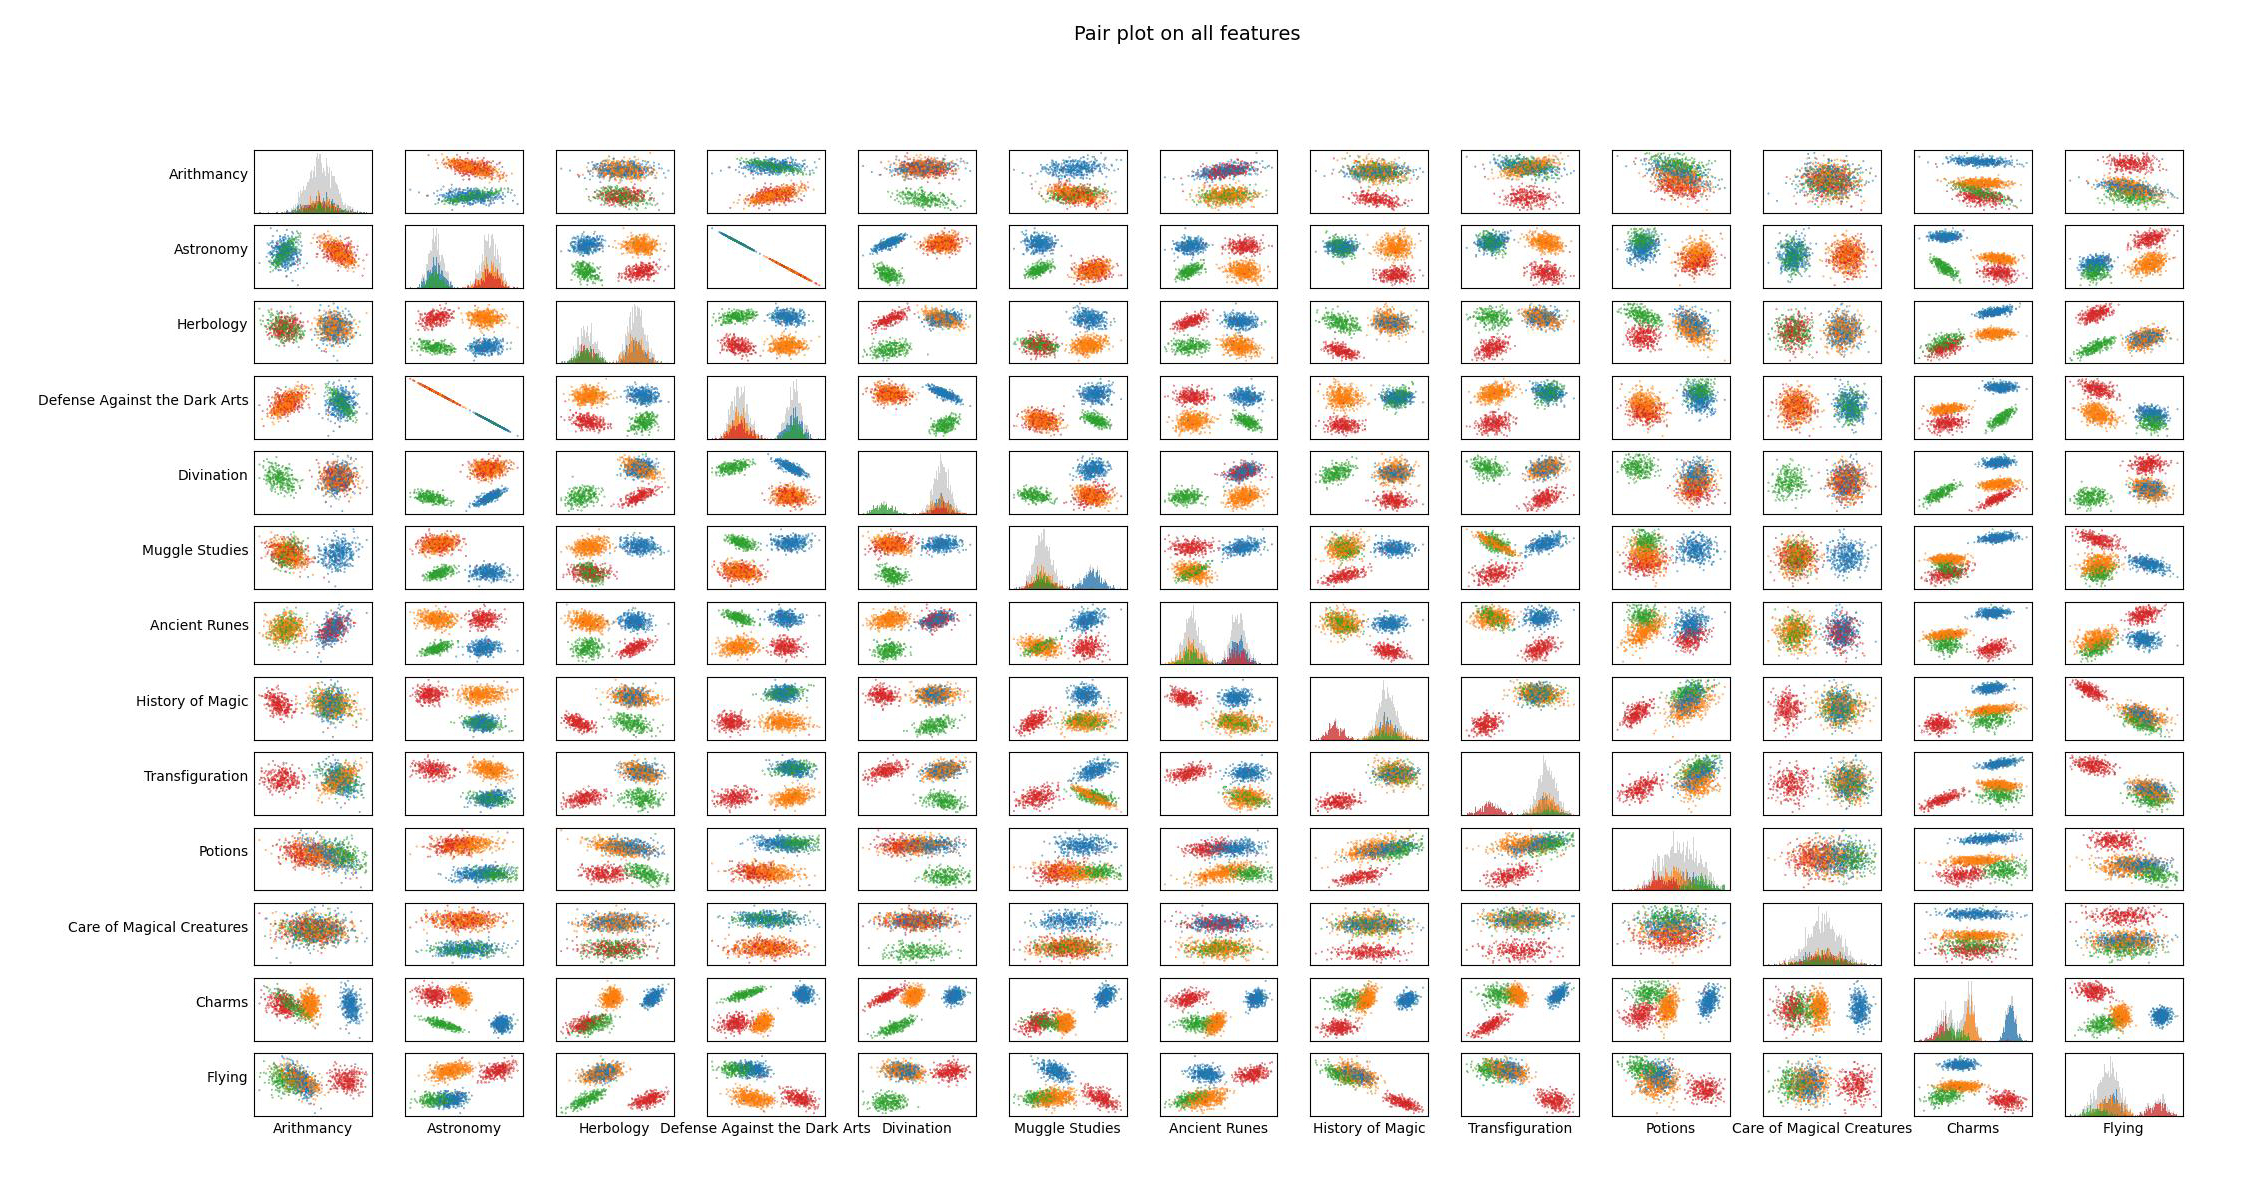 Pair plot on all features
Arithmancy
Astronomy
Herbology
Defense Against the Dark Arts
Divination
Muggle Studies
Ancient Runes
History of Magic
Transfiguration
Potions
Care of Magical Creatures
Charms
Flying
Arithmancy Astronomy Herbology Defense Against the Dark Arts Divination Muggle Studies Ancient Runes History of Magic Transfiguration Potions Care of Magical Creatures Charms Flying